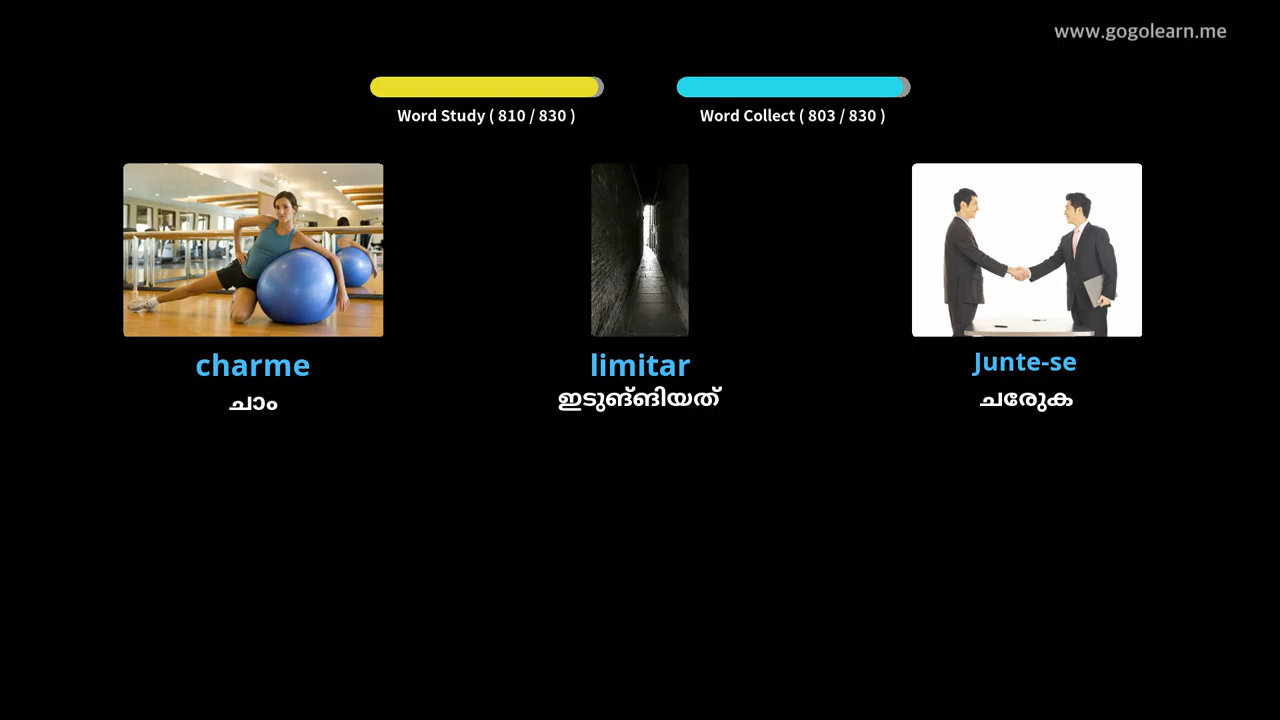 www.gogolearn.me
Word Study ( 810 / 830 )
Word Collect ( 803 / 830 )
charme
limitar
Junte-se
ചാം
ഇടുങ്ങിയത്
ചേരുക